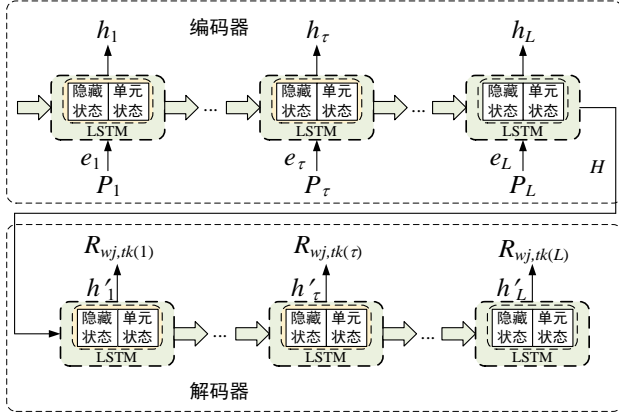 编码器
h1 hτ hL
隐藏状态 单元状态 ... 隐藏状态 单元状态 ... 隐藏状态 单元状态
LSTM LSTM LSTM
e1 eτ eL
P1 Pτ PL
H
Rwj,tk(1) Rwj,tk(τ) Rwj,tk(L)
h′1 h′τ h′L
隐藏状态 单元状态 ... 隐藏状态 单元状态 ... 隐藏状态 单元状态
LSTM LSTM LSTM
解码器